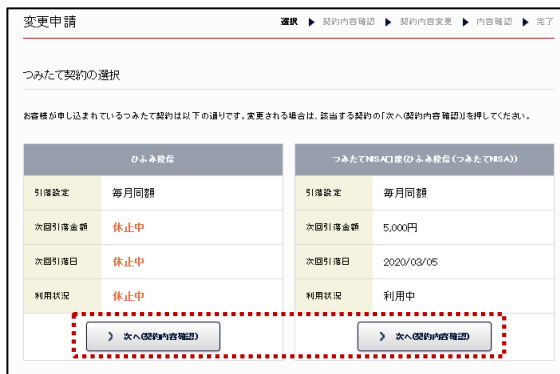 変更申請
選択 ▶ 契約内容確認 ▶ 契約内容変更 ▶ 内容確認 ▶ 完了
つみたて契約の選択
お客様が申し込まれているつみたて契約は以下の通りです。変更される場合は、該当する契約の「次へ(契約内容確認)」を押してください。
ひふみ投信
引落設定 毎月同額
次回引落金額 休止中
次回引落日 休止中
利用状況 休止中
次へ(契約内容確認)
つみたてNISA口座(ひふみ投信(つみたてNISA))
引落設定 毎月同額
次回引落金額 5,000円
次回引落日 2020/03/05
利用状況 利用中
次へ(契約内容確認)